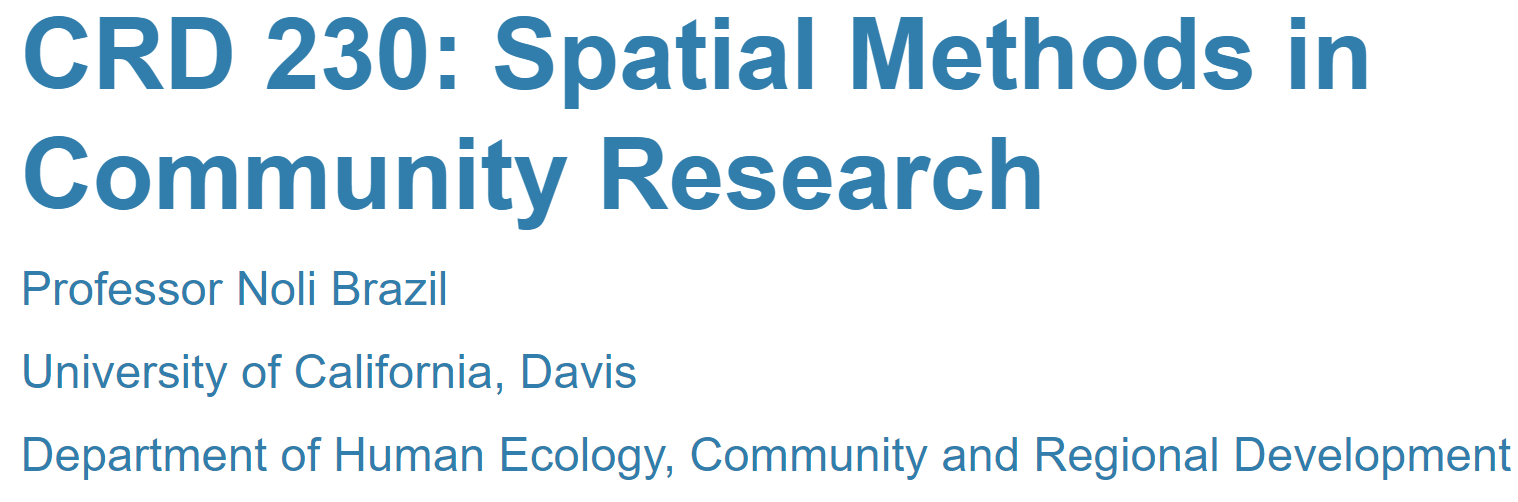 CRD 230: Spatial Methods in
Community Research
Professor Noli Brazil
University of California, Davis
Department of Human Ecology, Community and Regional Development